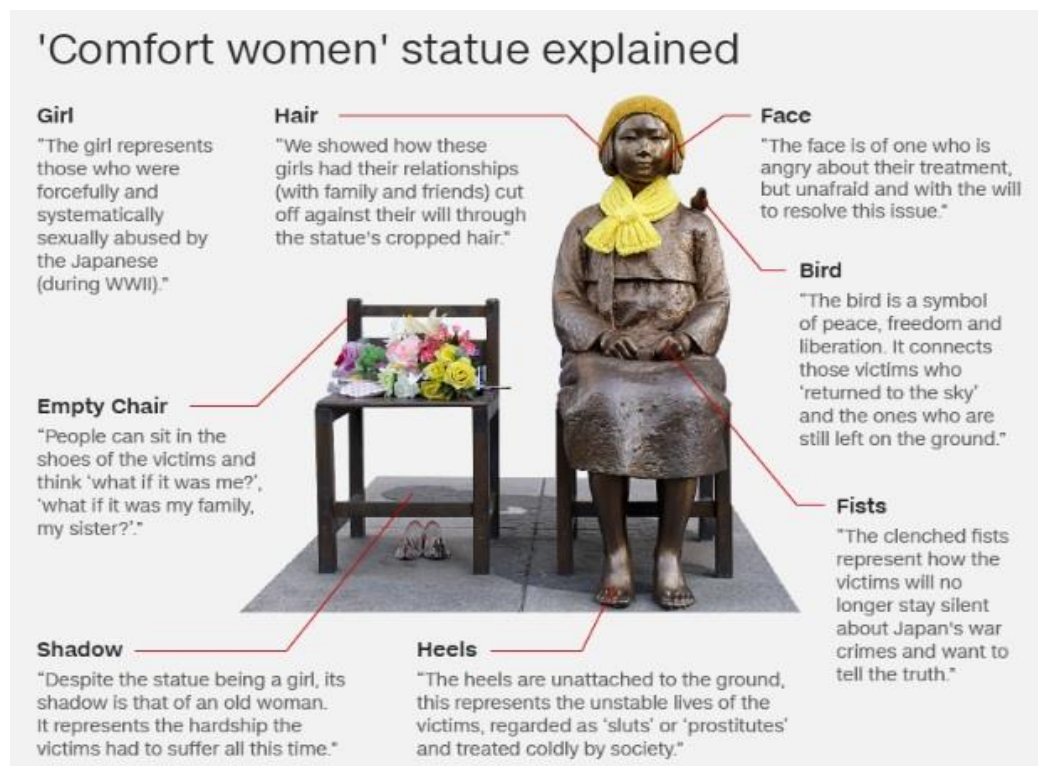 'Comfort women' statue explained
Girl
"The girl represents
those who were
forcefully and
systematically
sexually abused by
the Japanese
(during WWII)."
Hair
"We showed how these
girls had their relationships
(with family and friends) cut
off against their will through
the statue's cropped hair."
Face
"The face is of one who is
angry about their treatment,
but unafraid and with the will
to resolve this issue."
Bird
"The bird is a symbol
of peace, freedom and
liberation. It connects
those victims who
'returned to the sky'
and the ones who are
still left on the ground."
Empty Chair
"People can sit in the
shoes of the victims and
think 'what if it was me?',
'what if it was my family,
my sister?'."
Fists
"The clenched fists
represent how the
victims will no
longer stay silent
about Japan's war
crimes and want to
tell the truth."
Shadow
"Despite the statue being a girl, its
shadow is that of an old woman.
It represents the hardship the
victims had to suffer all this time."
Heels
"The heels are unattached to the ground,
this represents the unstable lives of the
victims, regarded as 'sluts' or 'prostitutes'
and treated coldly by society."